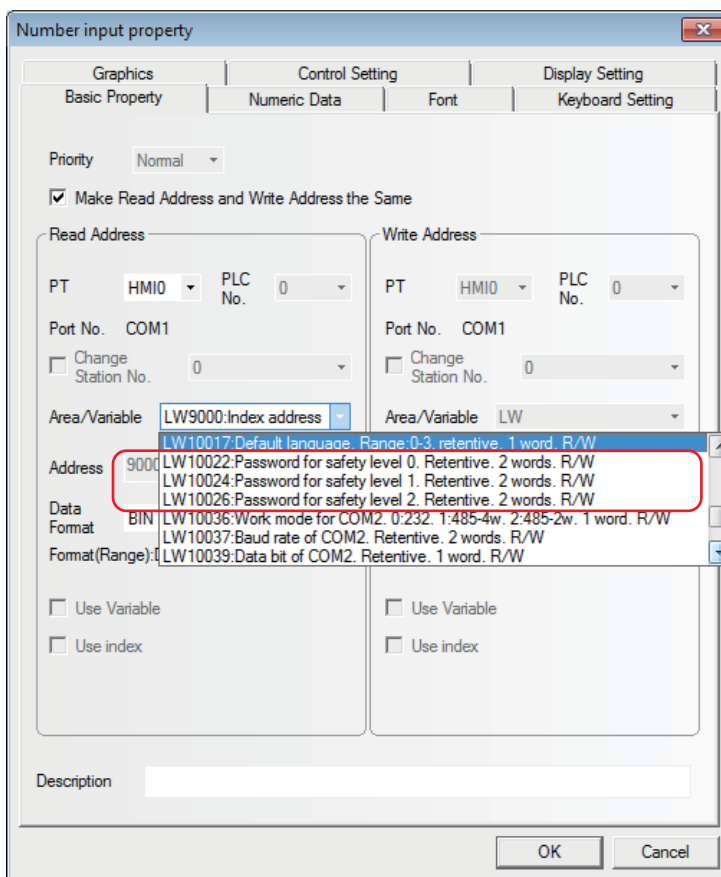 Number input property
Graphics Control Setting Display Setting
Basic Property Numeric Data Font Keyboard Setting
Priority Normal
Make Read Address and Write Address the Same
Read Address Write Address
PT HMI0 PLC No. 0 PT HMI0 PLC No. 0
Port No. COM1 Port No. COM1
Change Station No. 0 Change Station No. 0
Area/Variable LW9000:Index address Area/Variable LW
LW10017:Default language. Range:0-3. retentive. 1 word. R/W
Address 9000 LW10022:Password for safety level 0. Retentive. 2 words. R/W
LW10024:Password for safety level 1. Retentive. 2 words. R/W
LW10026:Password for safety level 2. Retentive. 2 words. R/W
Data Format BIN LW10036:Work mode for COM2. 0:232. 1:485-4w. 2:485-2w. 1 word. R/W
LW10037:Baud rate of COM2. Retentive. 2 words. R/W
Format(Range): LW10039:Data bit of COM2. Retentive. 1 word. R/W
Use Variable Use Variable
Use index Use index
Description
OK Cancel